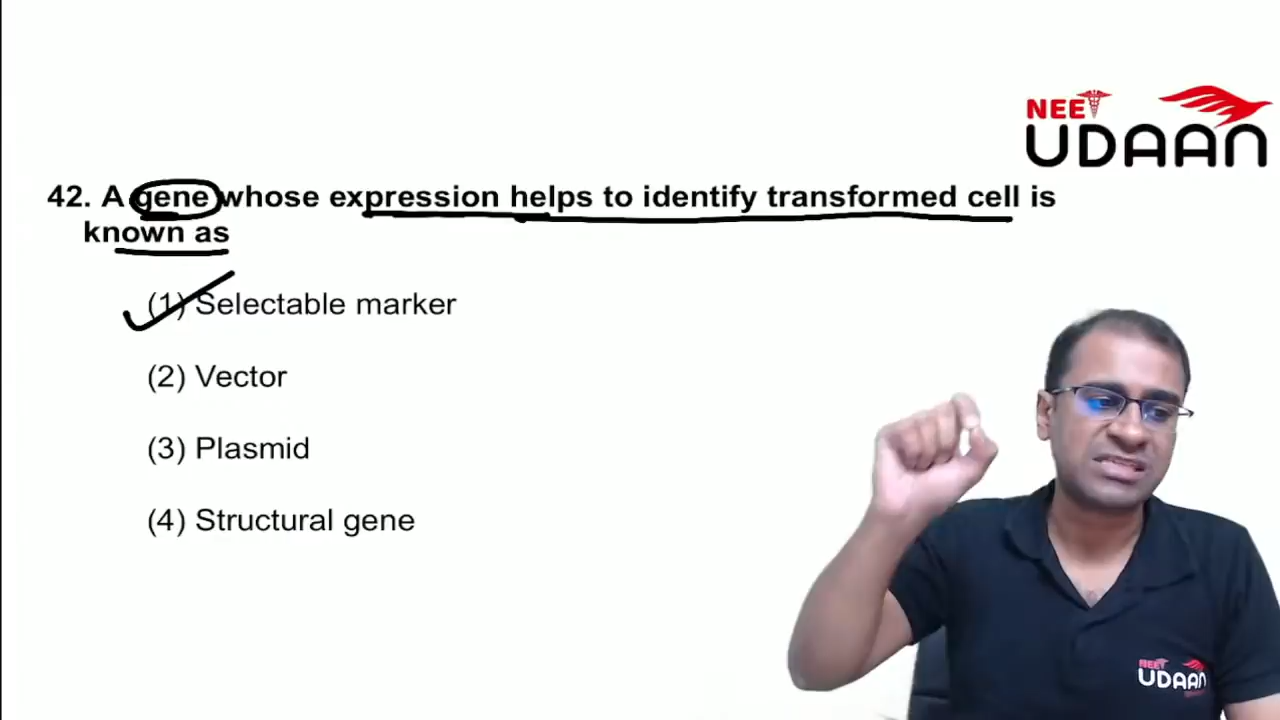 NEET
UDAAN
42. A gene whose expression helps to identify transformed cell is
known as
(1) Selectable marker
(2) Vector
(3) Plasmid
(4) Structural gene
NEET
UDAAN